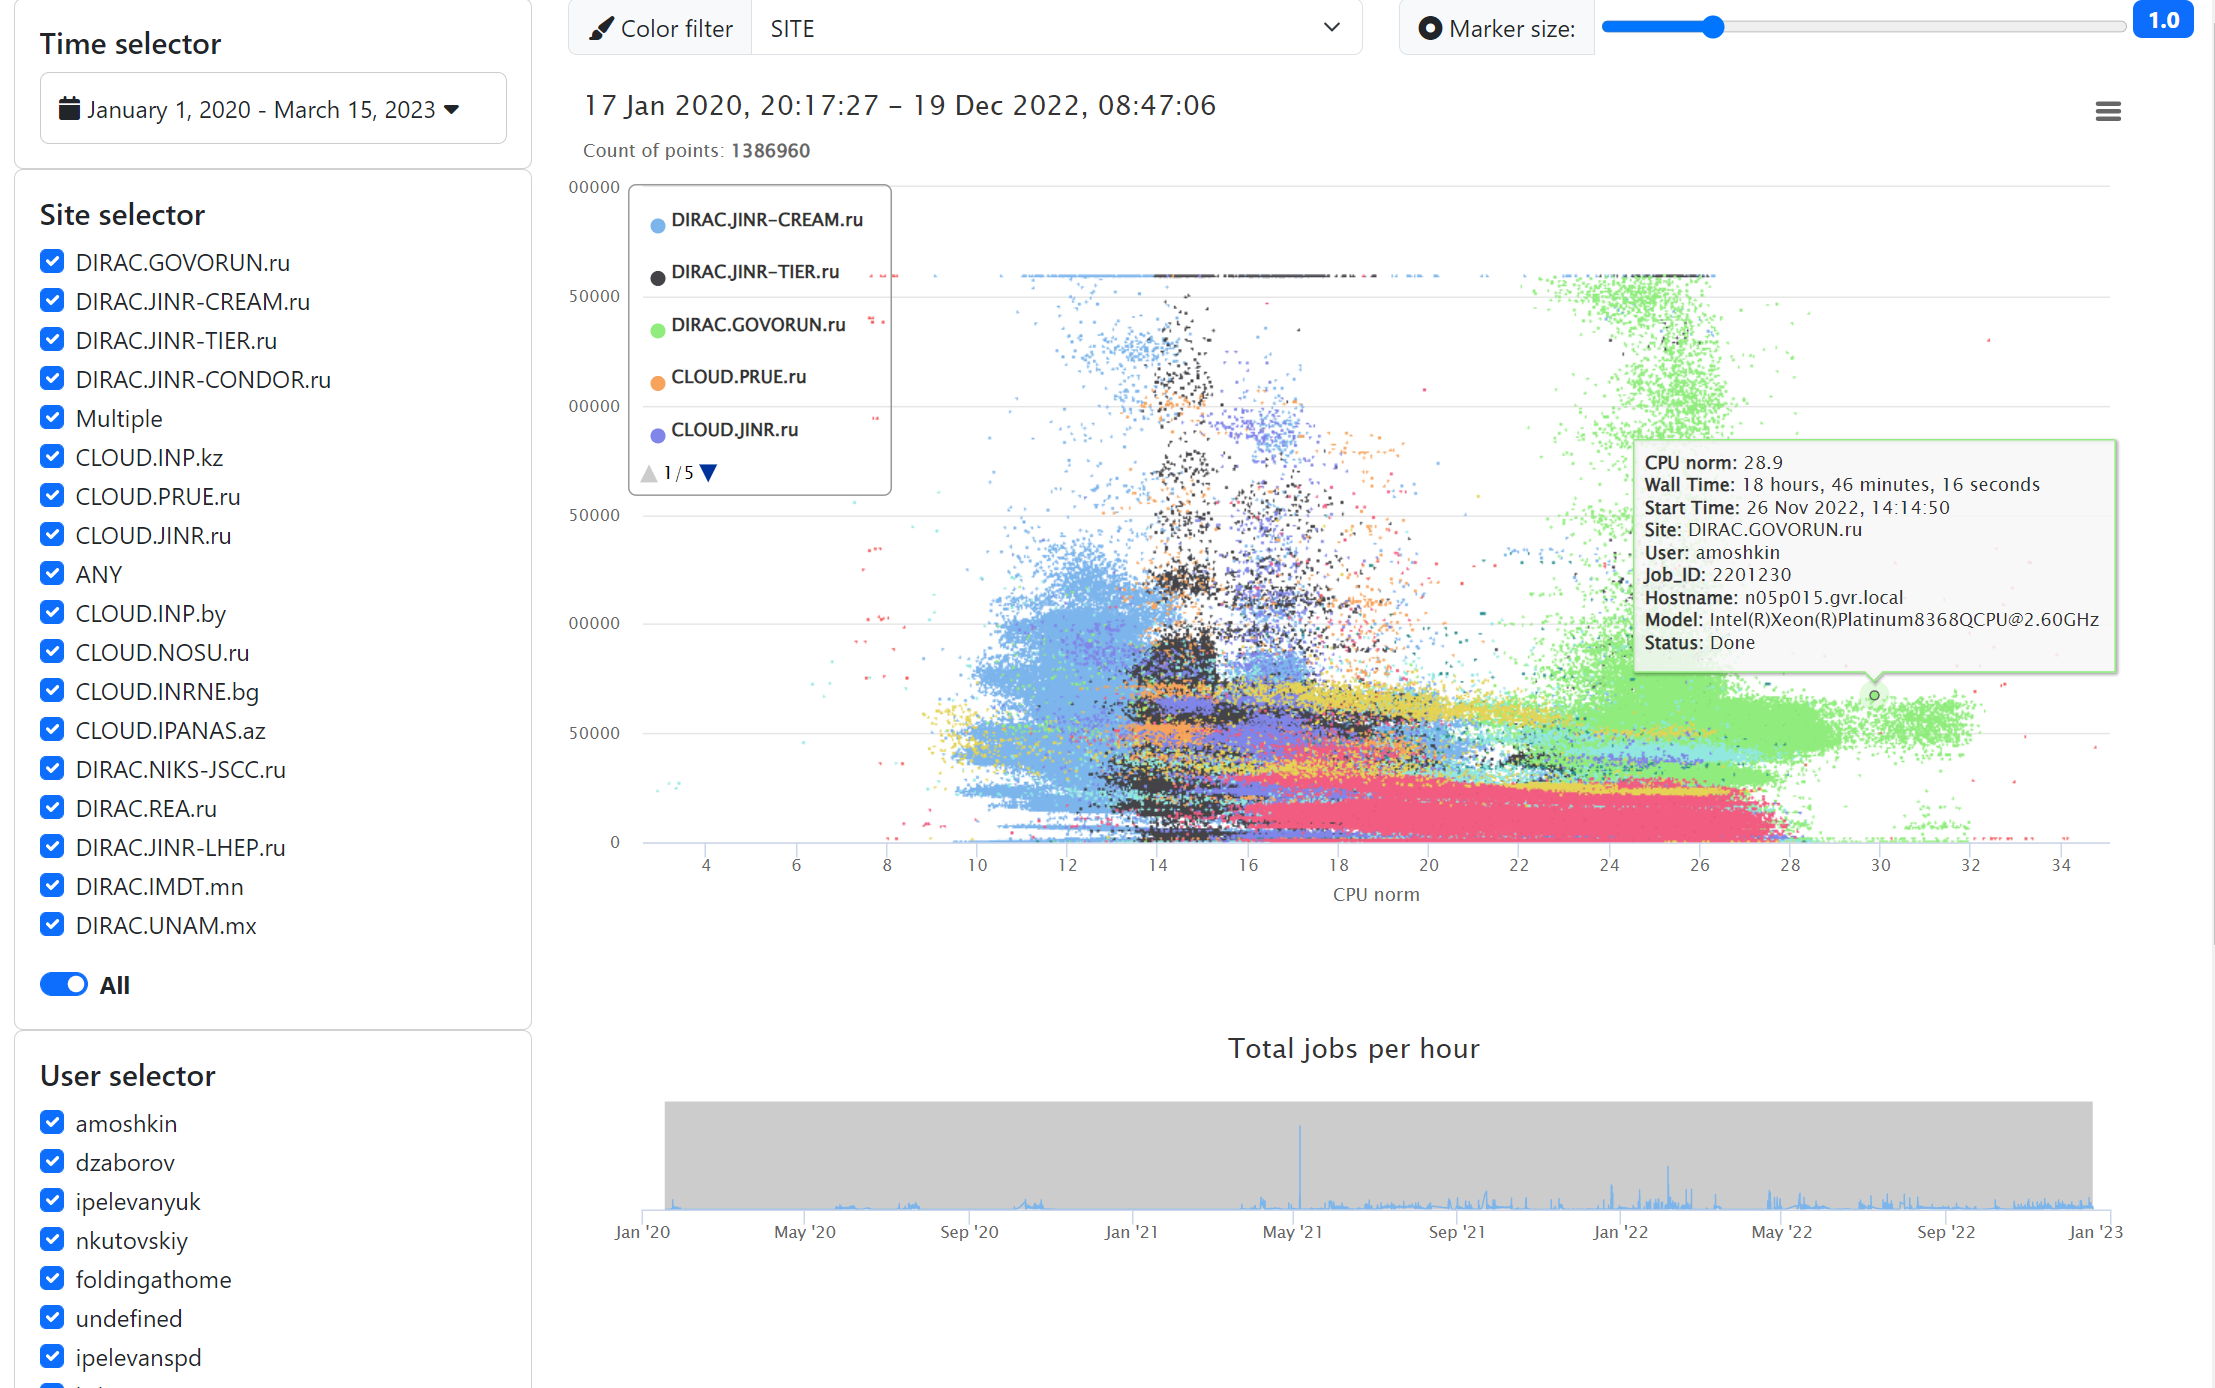 Time selector
January 1, 2020 - March 15, 2023
Site selector
DIRAC.GOVORUN.ru
DIRAC.JINR-CREAM.ru
DIRAC.JINR-TIER.ru
DIRAC.JINR-CONDOR.ru
Multiple
CLOUD.INP.kz
CLOUD.PRUE.ru
CLOUD.JINR.ru
ANY
CLOUD.INP.by
CLOUD.NOSU.ru
CLOUD.INRNE.bg
CLOUD.IPANAS.az
DIRAC.NIKS-JSCC.ru
DIRAC.REA.ru
DIRAC.JINR-LHEP.ru
DIRAC.IMDT.mn
DIRAC.UNAM.mx
All
User selector
amoshkin
dzaborov
ipelevanyuk
nkutovskiy
foldingathome
undefined
ipelevanspd
Color filter SITE Marker size: 1.0
17 Jan 2020, 20:17:27 – 19 Dec 2022, 08:47:06
Count of points: 1386960
00000
50000
00000
50000
00000
50000
0
DIRAC.JINR-CREAM.ru
DIRAC.JINR-TIER.ru
DIRAC.GOVORUN.ru
CLOUD.PRUE.ru
CLOUD.JINR.ru
1/5
CPU norm: 28.9
Wall Time: 18 hours, 46 minutes, 16 seconds
Start Time: 26 Nov 2022, 14:14:50
Site: DIRAC.GOVORUN.ru
User: amoshkin
Job_ID: 2201230
Hostname: n05p015.gvr.local
Model: Intel(R)Xeon(R)Platinum8368QCPU@2.60GHz
Status: Done
4 6 8 10 12 14 16 18 20 22 24 26 28 30 32 34
CPU norm
Total jobs per hour
Jan '20 May '20 Sep '20 Jan '21 May '21 Sep '21 Jan '22 May '22 Sep '22 Jan '23